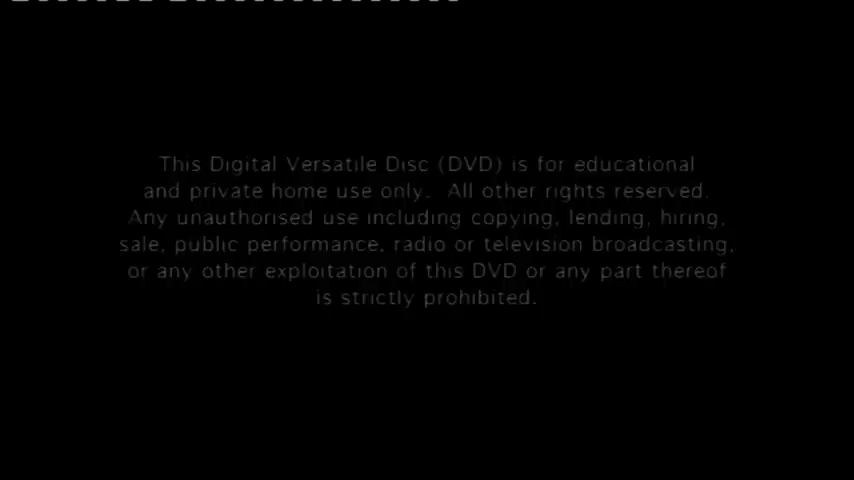 This Digital Versatile Disc (DVD) is for educational
and private home use only.  All other rights reserved.
Any unauthorised use including copying, lending, hiring,
sale, public performance, radio or television broadcasting,
or any other exploitation of this DVD or any part thereof
is strictly prohibited.